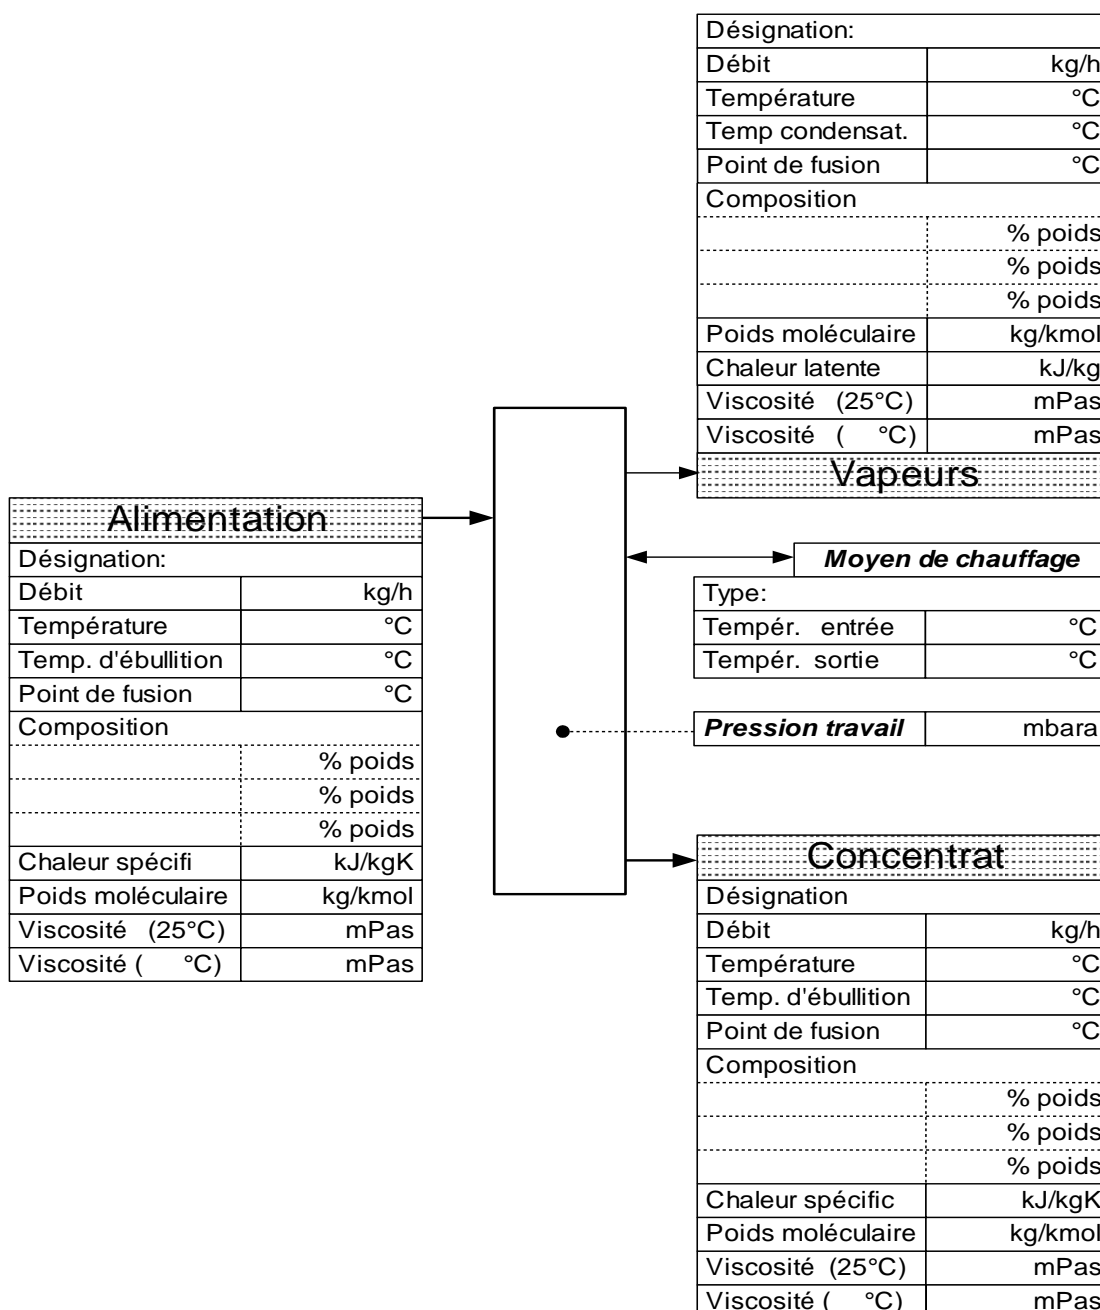 Désignation:
Débit kg/h
Température °C
Temp condensat. °C
Point de fusion °C
Composition
% poids
% poids
% poids
Poids moléculaire kg/kmol
Chaleur latente kJ/kg
Viscosité (25°C) mPas
Viscosité ( °C) mPas
Vapeurs
Alimentation
Désignation:
Débit kg/h
Température °C
Temp. d'ébullition °C
Point de fusion °C
Composition
% poids
% poids
% poids
Chaleur spécifi kJ/kgK
Poids moléculaire kg/kmol
Viscosité (25°C) mPas
Viscosité ( °C) mPas
Moyen de chauffage
Type:
Tempér. entrée °C
Tempér. sortie °C
Pression travail mbara
Concentrat
Désignation
Débit kg/h
Température °C
Temp. d'ébullition °C
Point de fusion °C
Composition
% poids
% poids
% poids
Chaleur spécific kJ/kgK
Poids moléculaire kg/kmol
Viscosité (25°C) mPas
Viscosité ( °C) mPas